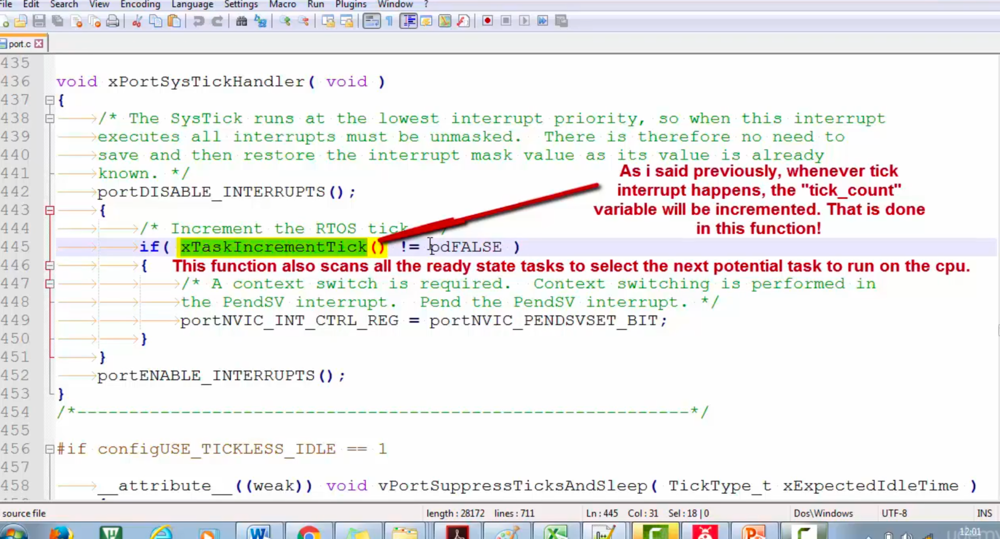 File Edit Search View Encoding Language Settings Macro Run Plugins Window ?
port.c
435
436 void xPortSysTickHandler( void )
437 {
438 /* The SysTick runs at the lowest interrupt priority, so when this interrupt
439 executes all interrupts must be unmasked. There is therefore no need to
440 save and then restore the interrupt mask value as its value is already
441 known. */
As i said previously, whenever tick
interrupt happens, the "tick_count"
variable will be incremented. That is done
in this function!
442 portDISABLE_INTERRUPTS();
443 {
444 /* Increment the RTOS tick /
445 if( xTaskIncrementTick() != pdFALSE )
446 {
This function also scans all the ready state tasks to select the next potential task to run on the cpu.
447 /* A context switch is required. Context switching is performed in
448 the PendSV interrupt. Pend the PendSV interrupt. */
449 portNVIC_INT_CTRL_REG = portNVIC_PENDSVSET_BIT;
450 }
451 }
452 portENABLE_INTERRUPTS();
453 }
454 /*-----------------------------------------------------------*/
455
456 #if configUSE_TICKLESS_IDLE == 1
457
458 __attribute__((weak)) void vPortSuppressTicksAndSleep( TickType_t xExpectedIdleTime )
source file length : 28172 lines : 711 Ln : 445 Col : 31 Sel : 18 | 0 Dos\Windows UTF-8 INS
12:01